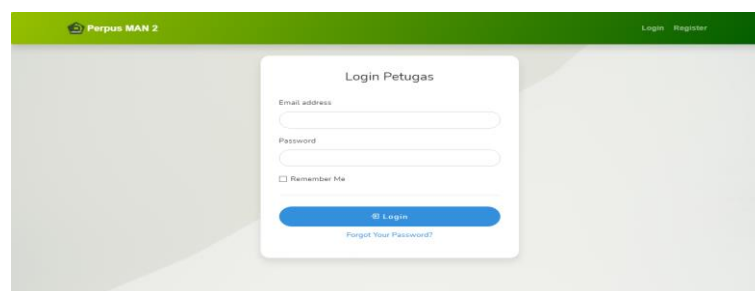 Perpus MAN 2
Login Register
Login Petugas
Email address
Password
Remember Me
Login
Forgot Your Password?